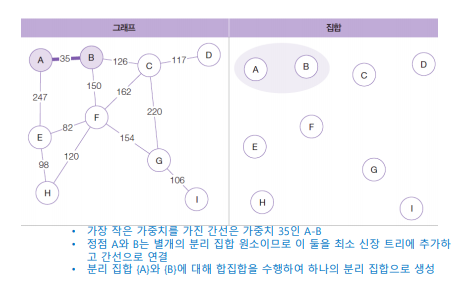 그래프 집합
A 35 B 126 C 117 D
247 150 162 220
E 82 F 154
98 120 G
H 106 I
A B C D
E F G
H I
• 가장 작은 가중치를 가진 간선은 가중치 35인 A-B
• 정점 A와 B는 별개의 분리 집합 원소이므로 이 둘을 최소 신장 트리에 추가하
고 간선으로 연결
• 분리 집합 {A}와 {B}에 대해 합집합을 수행하여 하나의 분리 집합으로 생성